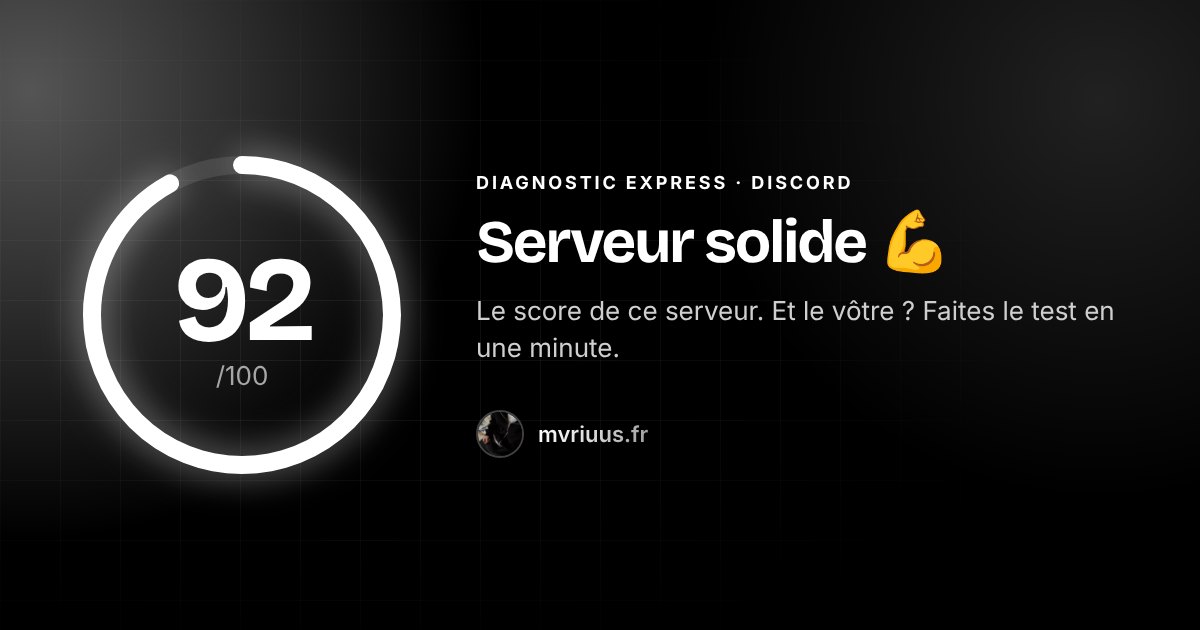 92
/100
DIAGNOSTIC EXPRESS · DISCORD
Serveur solide 💪
Le score de ce serveur. Et le vôtre ? Faites le test en
une minute.
mvriuus.fr